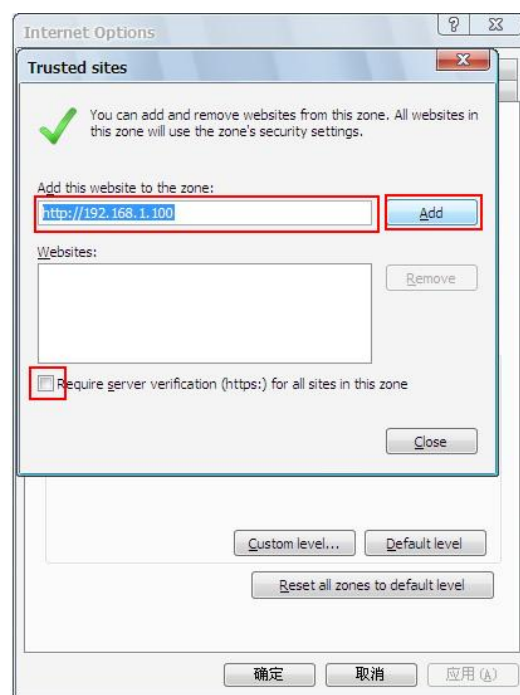 Internet Options
Trusted sites
You can add and remove websites from this zone. All websites in
this zone will use the zone's security settings.
Add this website to the zone:
http://192.168.1.100
Add
Websites:
Remove
Require server verification (https:) for all sites in this zone
Close
Custom level... Default level
Reset all zones to default level
确定 取消 应用(A)